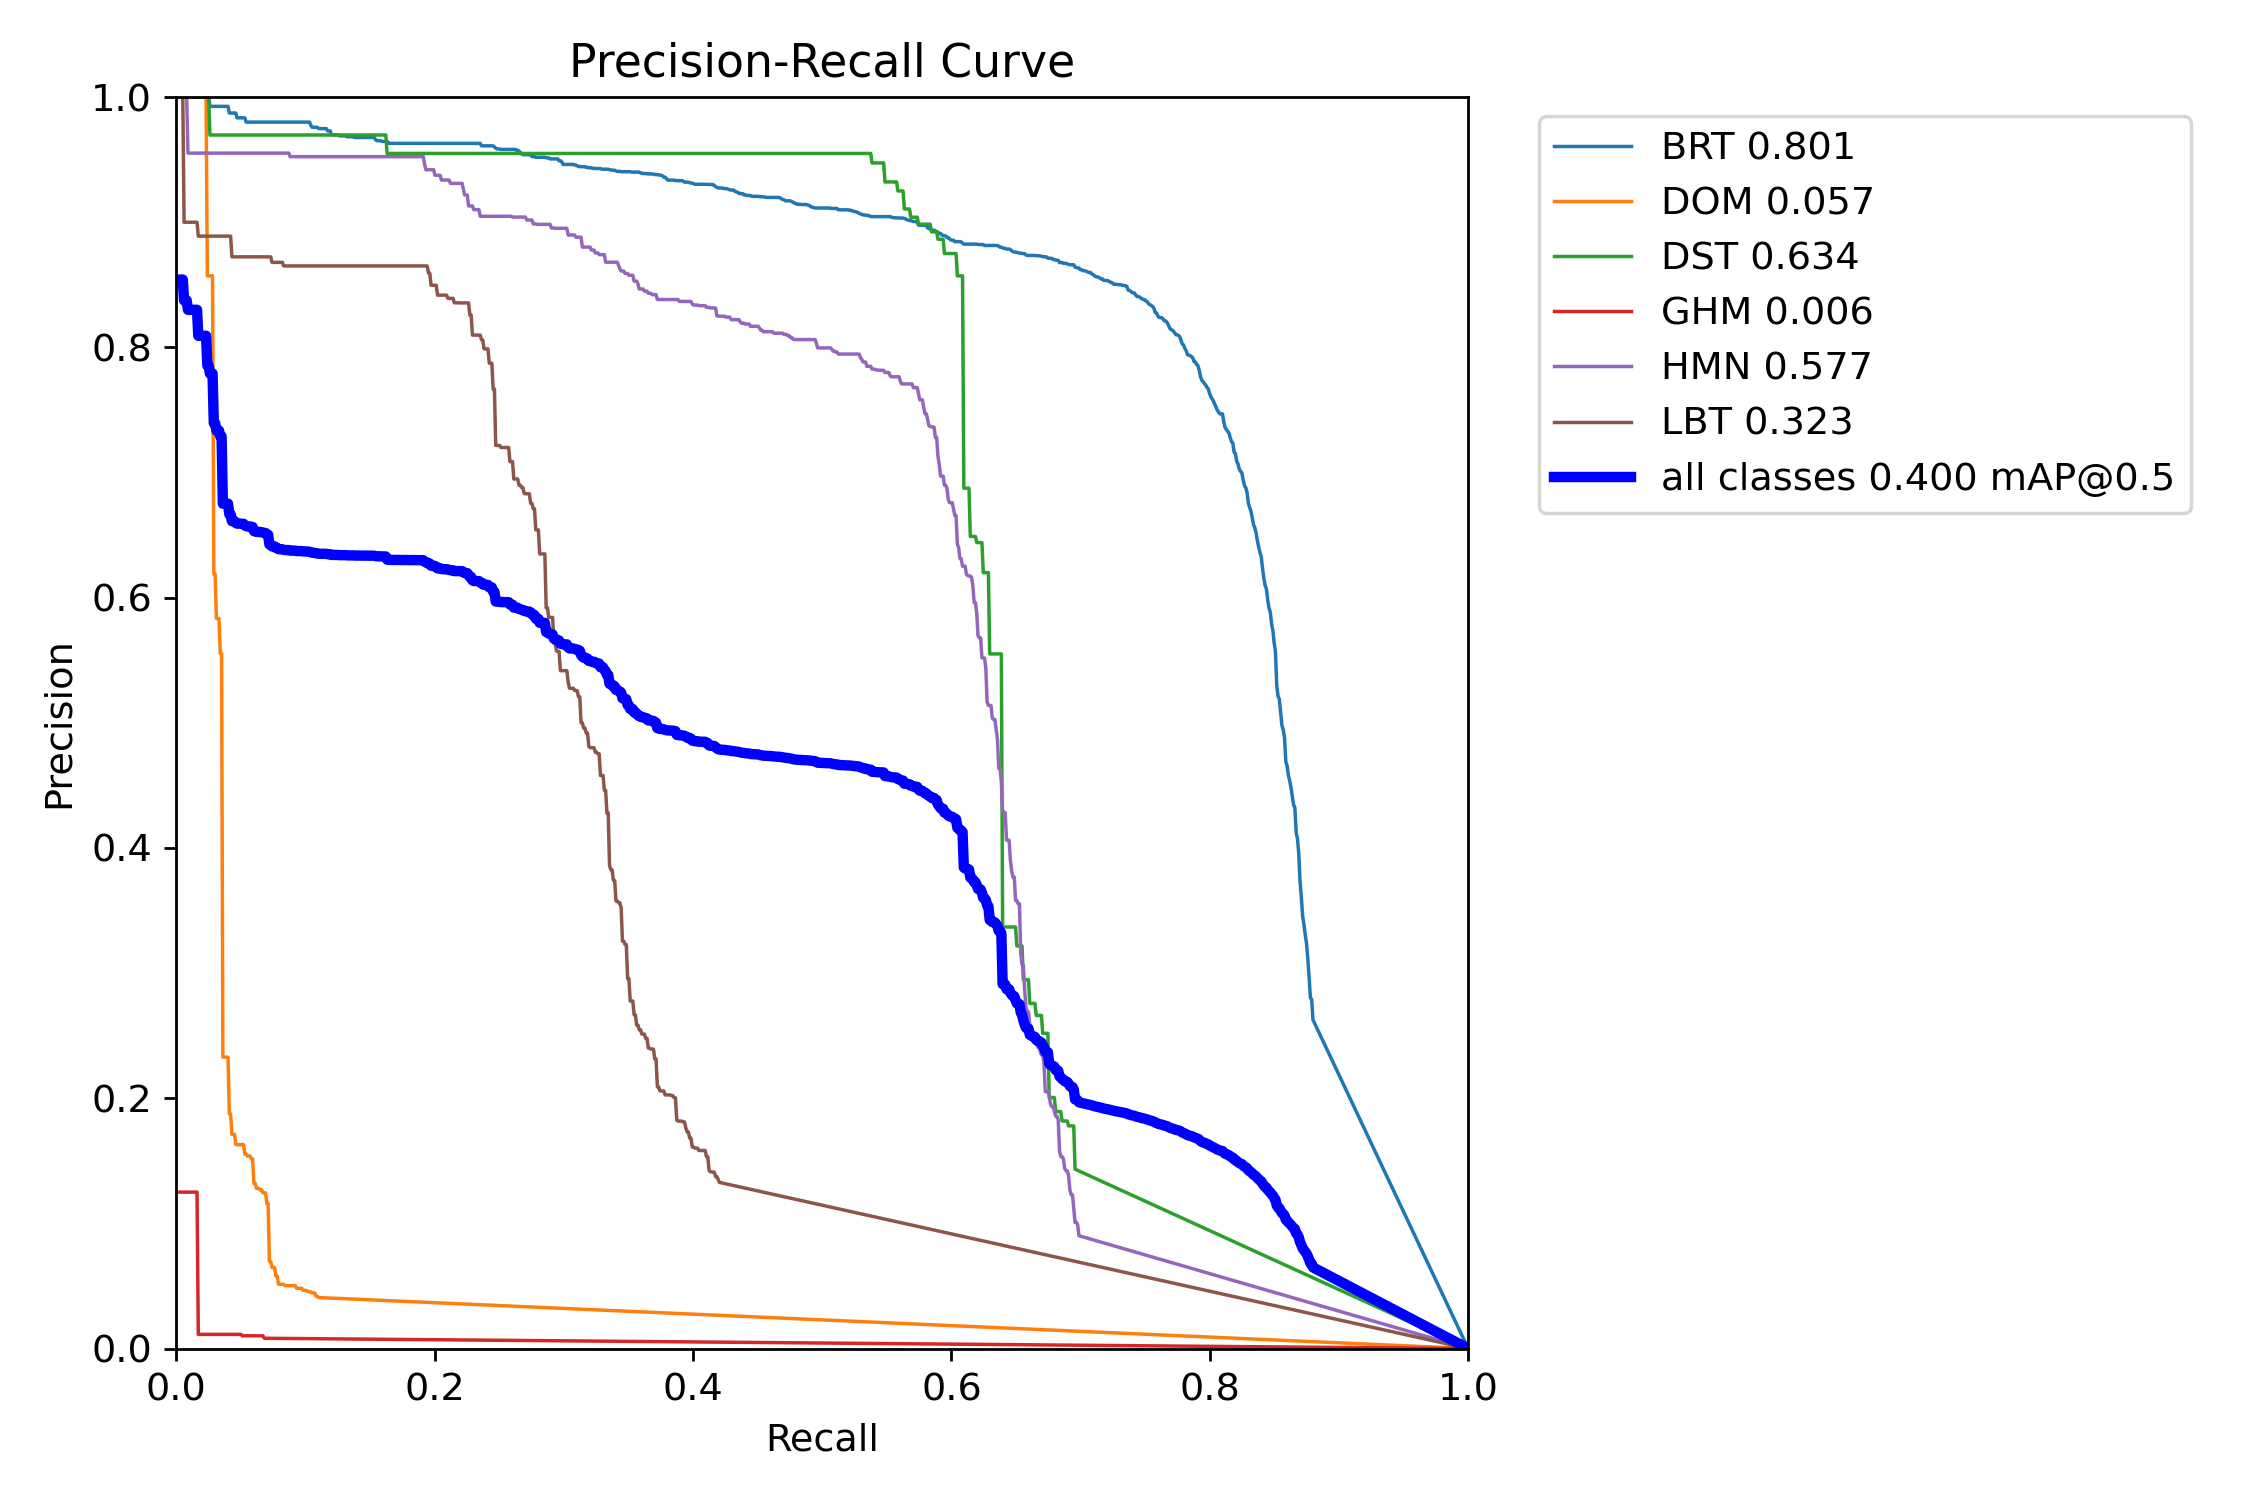 Precision-Recall Curve
1.0
0.8
0.6
0.4
0.2
0.0
Precision
0.0 0.2 0.4 0.6 0.8 1.0
Recall
BRT 0.801
DOM 0.057
DST 0.634
GHM 0.006
HMN 0.577
LBT 0.323
all classes 0.400 mAP@0.5